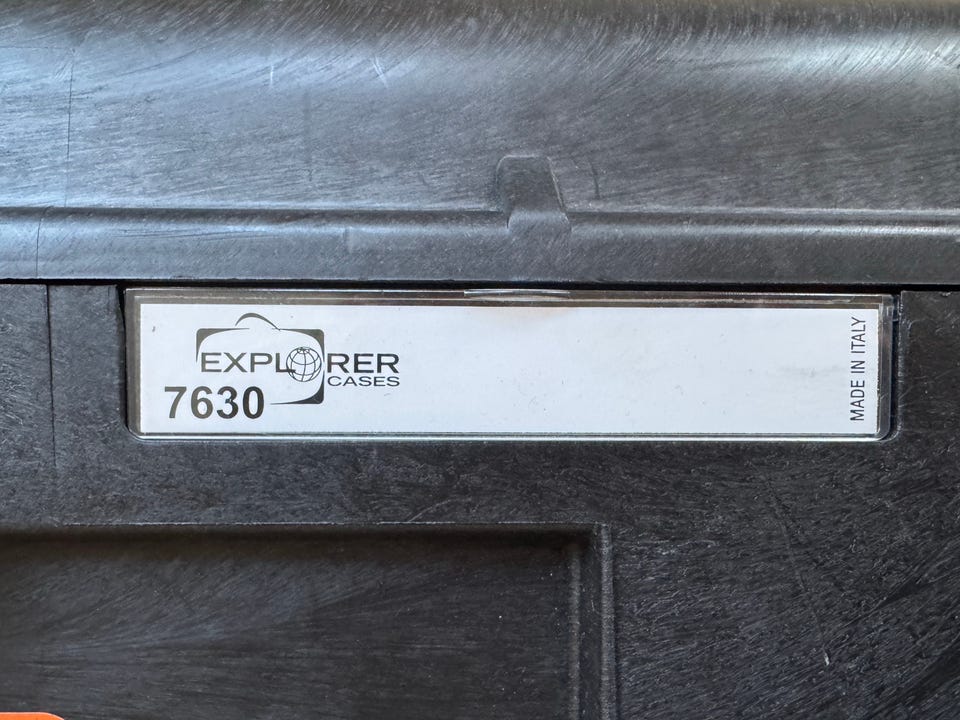 EXPLORER
CASES
7630
MADE IN ITALY